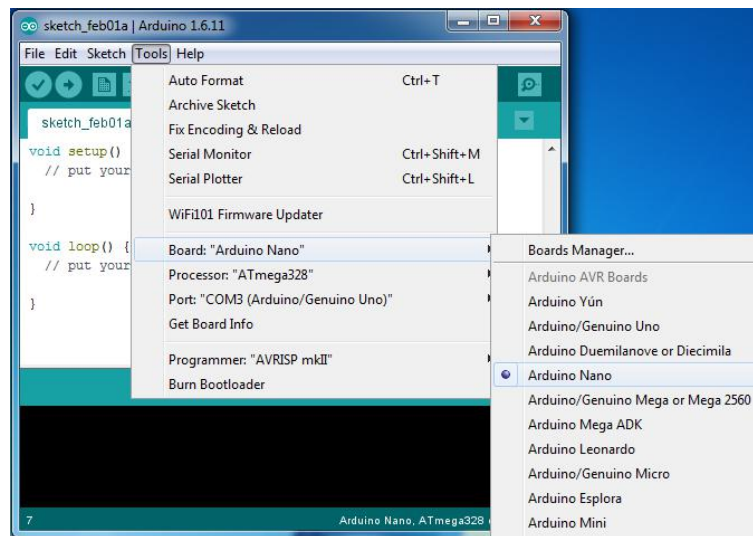 sketch_feb01a | Arduino 1.6.11
File Edit Sketch Tools Help
sketch_feb01a
void setup()
// put your
}
void loop() {
// put your
}
Auto Format Ctrl+T
Archive Sketch
Fix Encoding & Reload
Serial Monitor Ctrl+Shift+M
Serial Plotter Ctrl+Shift+L
WiFi101 Firmware Updater
Board: "Arduino Nano"
Processor: "ATmega328"
Port: "COM3 (Arduino/Genuino Uno)"
Get Board Info
Programmer: "AVRISP mkII"
Burn Bootloader
Boards Manager...
Arduino AVR Boards
Arduino Yún
Arduino/Genuino Uno
Arduino Duemilanove or Diecimila
Arduino Nano
Arduino/Genuino Mega or Mega 2560
Arduino Mega ADK
Arduino Leonardo
Arduino/Genuino Micro
Arduino Esplora
Arduino Mini
7 Arduino Nano, ATmega328